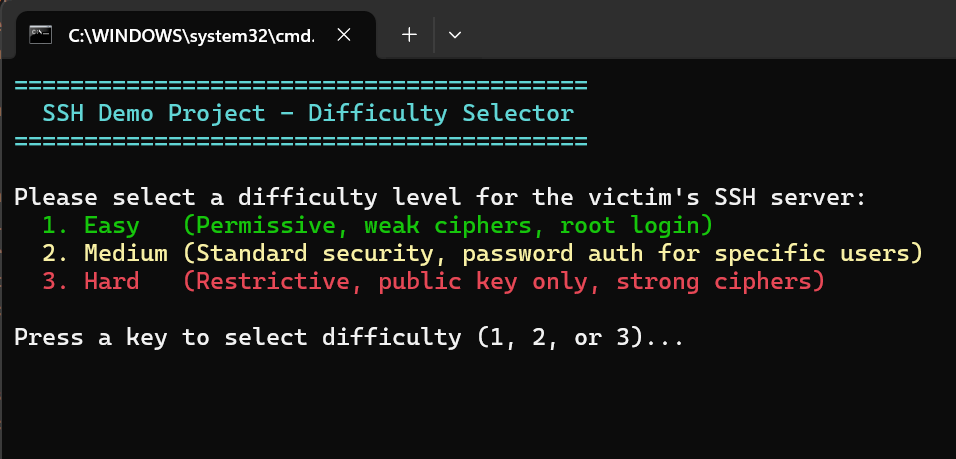 C:\WINDOWS\system32\cmd.
==========================================
  SSH Demo Project - Difficulty Selector
==========================================
Please select a difficulty level for the victim's SSH server:
  1. Easy   (Permissive, weak ciphers, root login)
  2. Medium (Standard security, password auth for specific users)
  3. Hard   (Restrictive, public key only, strong ciphers)
Press a key to select difficulty (1, 2, or 3)...